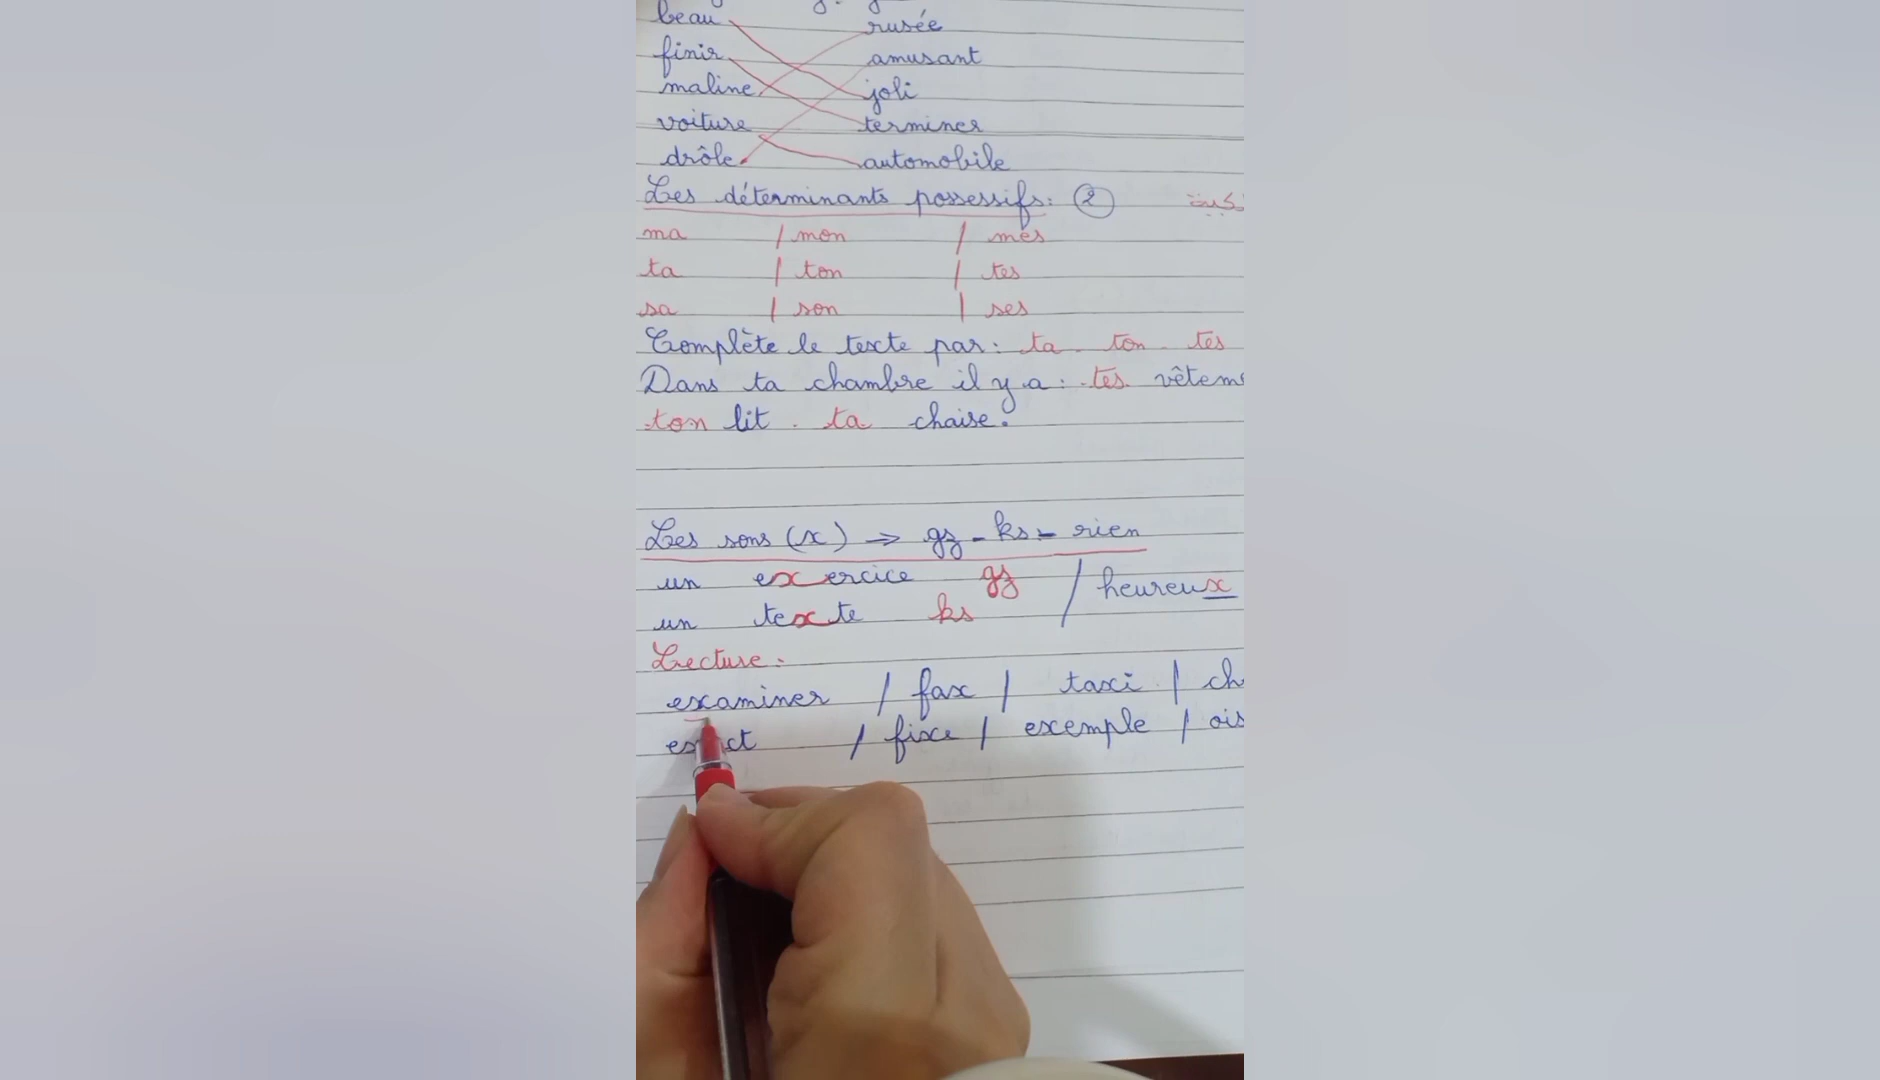 beau rusée
finir amusant
maline joli
voiture terminer
drôle automobile
Les déterminants possessifs: 2
ma / mon / mes
ta / ton / tes
sa / son / ses
Complète le texte par: ta - ton - tes
Dans ta chambre il y a: tes vêtem
ton lit. ta chaise.
Les sons (x) → gz - ks - rien
un exercice gz / heureux
un texte ks
Lecture:
examiner / fax / taxi / ch
/ fixe / exemple / ois